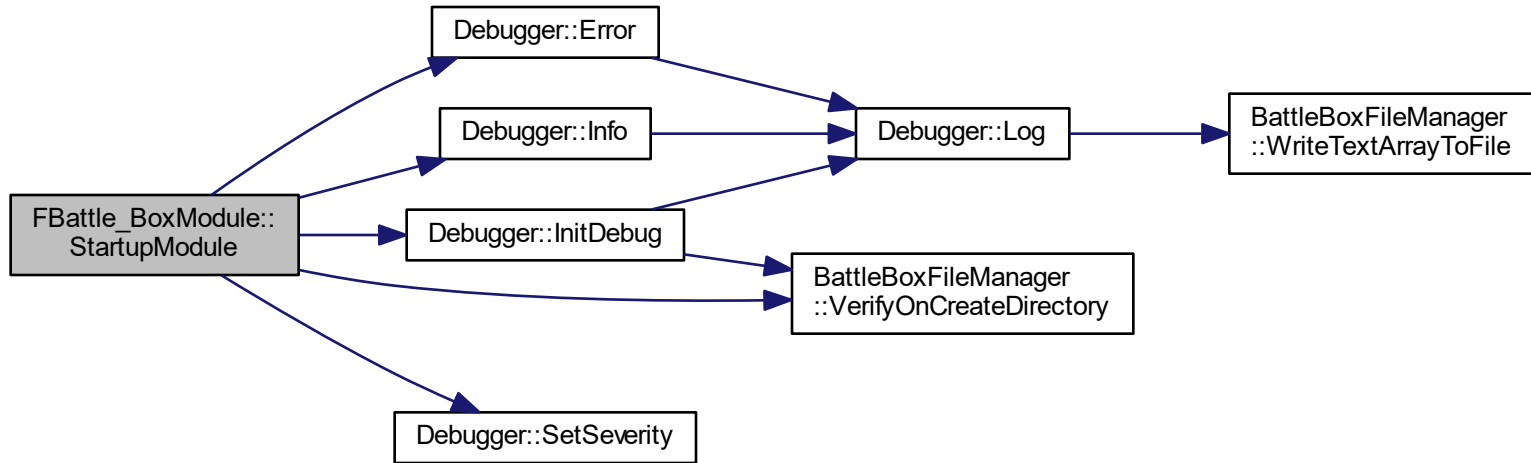 Debugger::Error
Debugger::Info
Debugger::Log
BattleBoxFileManager
::WriteTextArrayToFile
FBattle_BoxModule::
StartupModule
Debugger::InitDebug
BattleBoxFileManager
::VerifyOnCreateDirectory
Debugger::SetSeverity